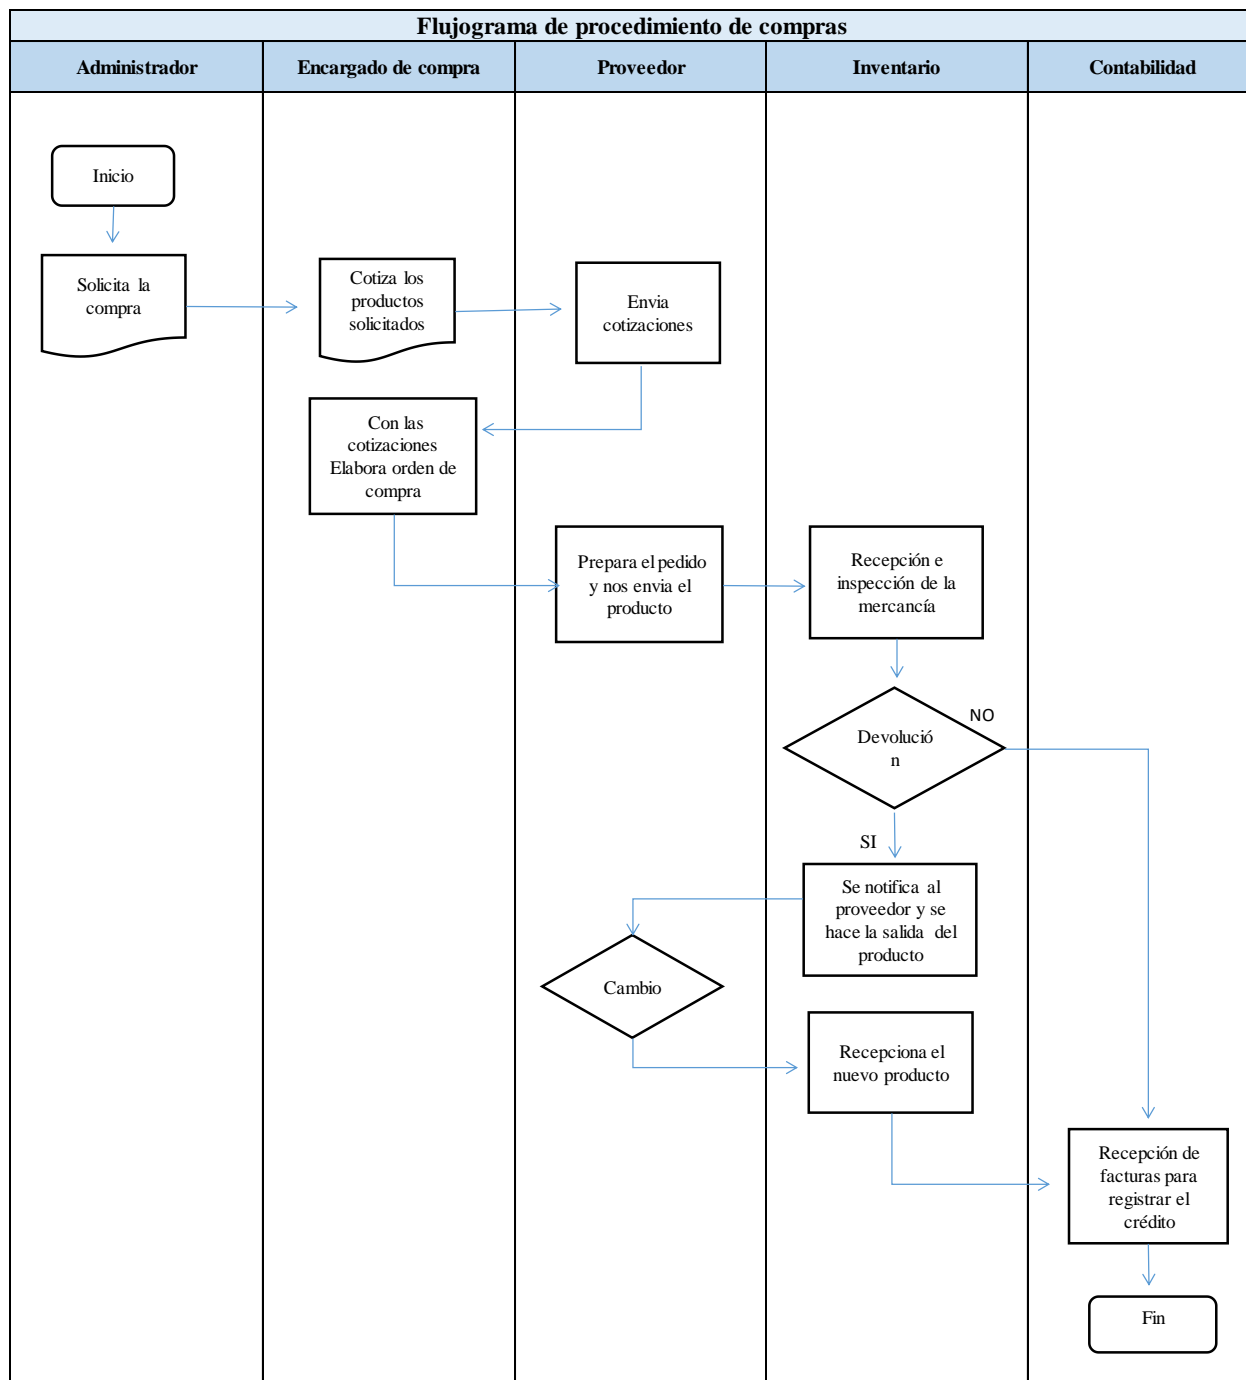 Flujograma de procedimiento de compras
Administrador
Encargado de compra
Proveedor
Inventario
Contabilidad
Inicio
Solicita la
compra
Cotiza los
productos
solicitados
Envia
cotizaciones
Con las
cotizaciones
Elabora orden de
compra
Prepara el pedido
y nos envia el
producto
Recepción e
inspección de la
mercancía
Devolució
n
NO
SI
Se notifica al
proveedor y se
hace la salida del
producto
Cambio
Recepciona el
nuevo producto
Recepción de
facturas para
registrar el
crédito
Fin